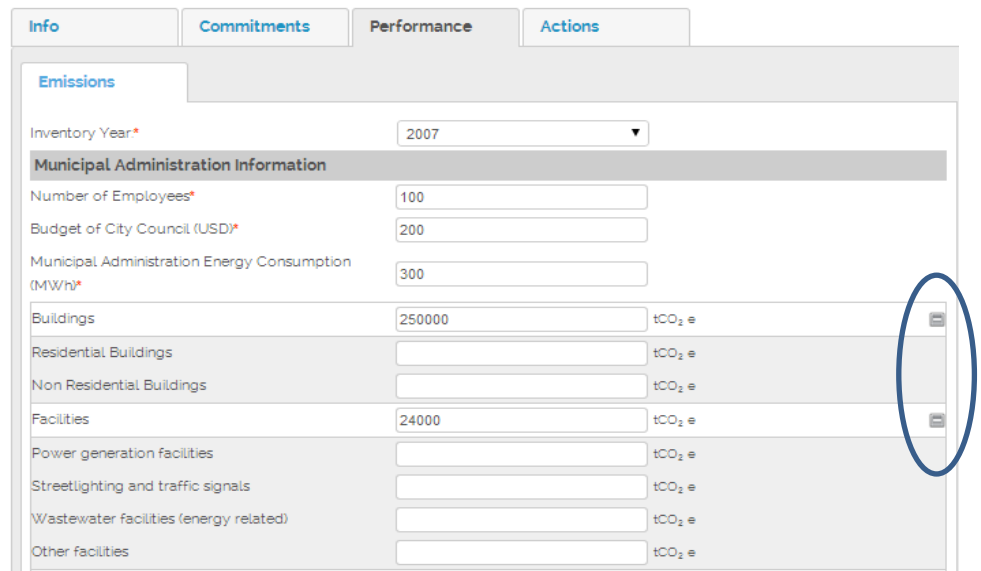 Info Commitments Performance Actions
Emissions
Inventory Year:* 2007
Municipal Administration Information
Number of Employees* 100
Budget of City Council (USD)* 200
Municipal Administration Energy Consumption
(MWh)* 300
Buildings 250000 tCO₂ e
Residential Buildings tCO₂ e
Non Residential Buildings tCO₂ e
Facilities 24000 tCO₂ e
Power generation facilities tCO₂ e
Streetlighting and traffic signals tCO₂ e
Wastewater facilities (energy related) tCO₂ e
Other facilities tCO₂ e